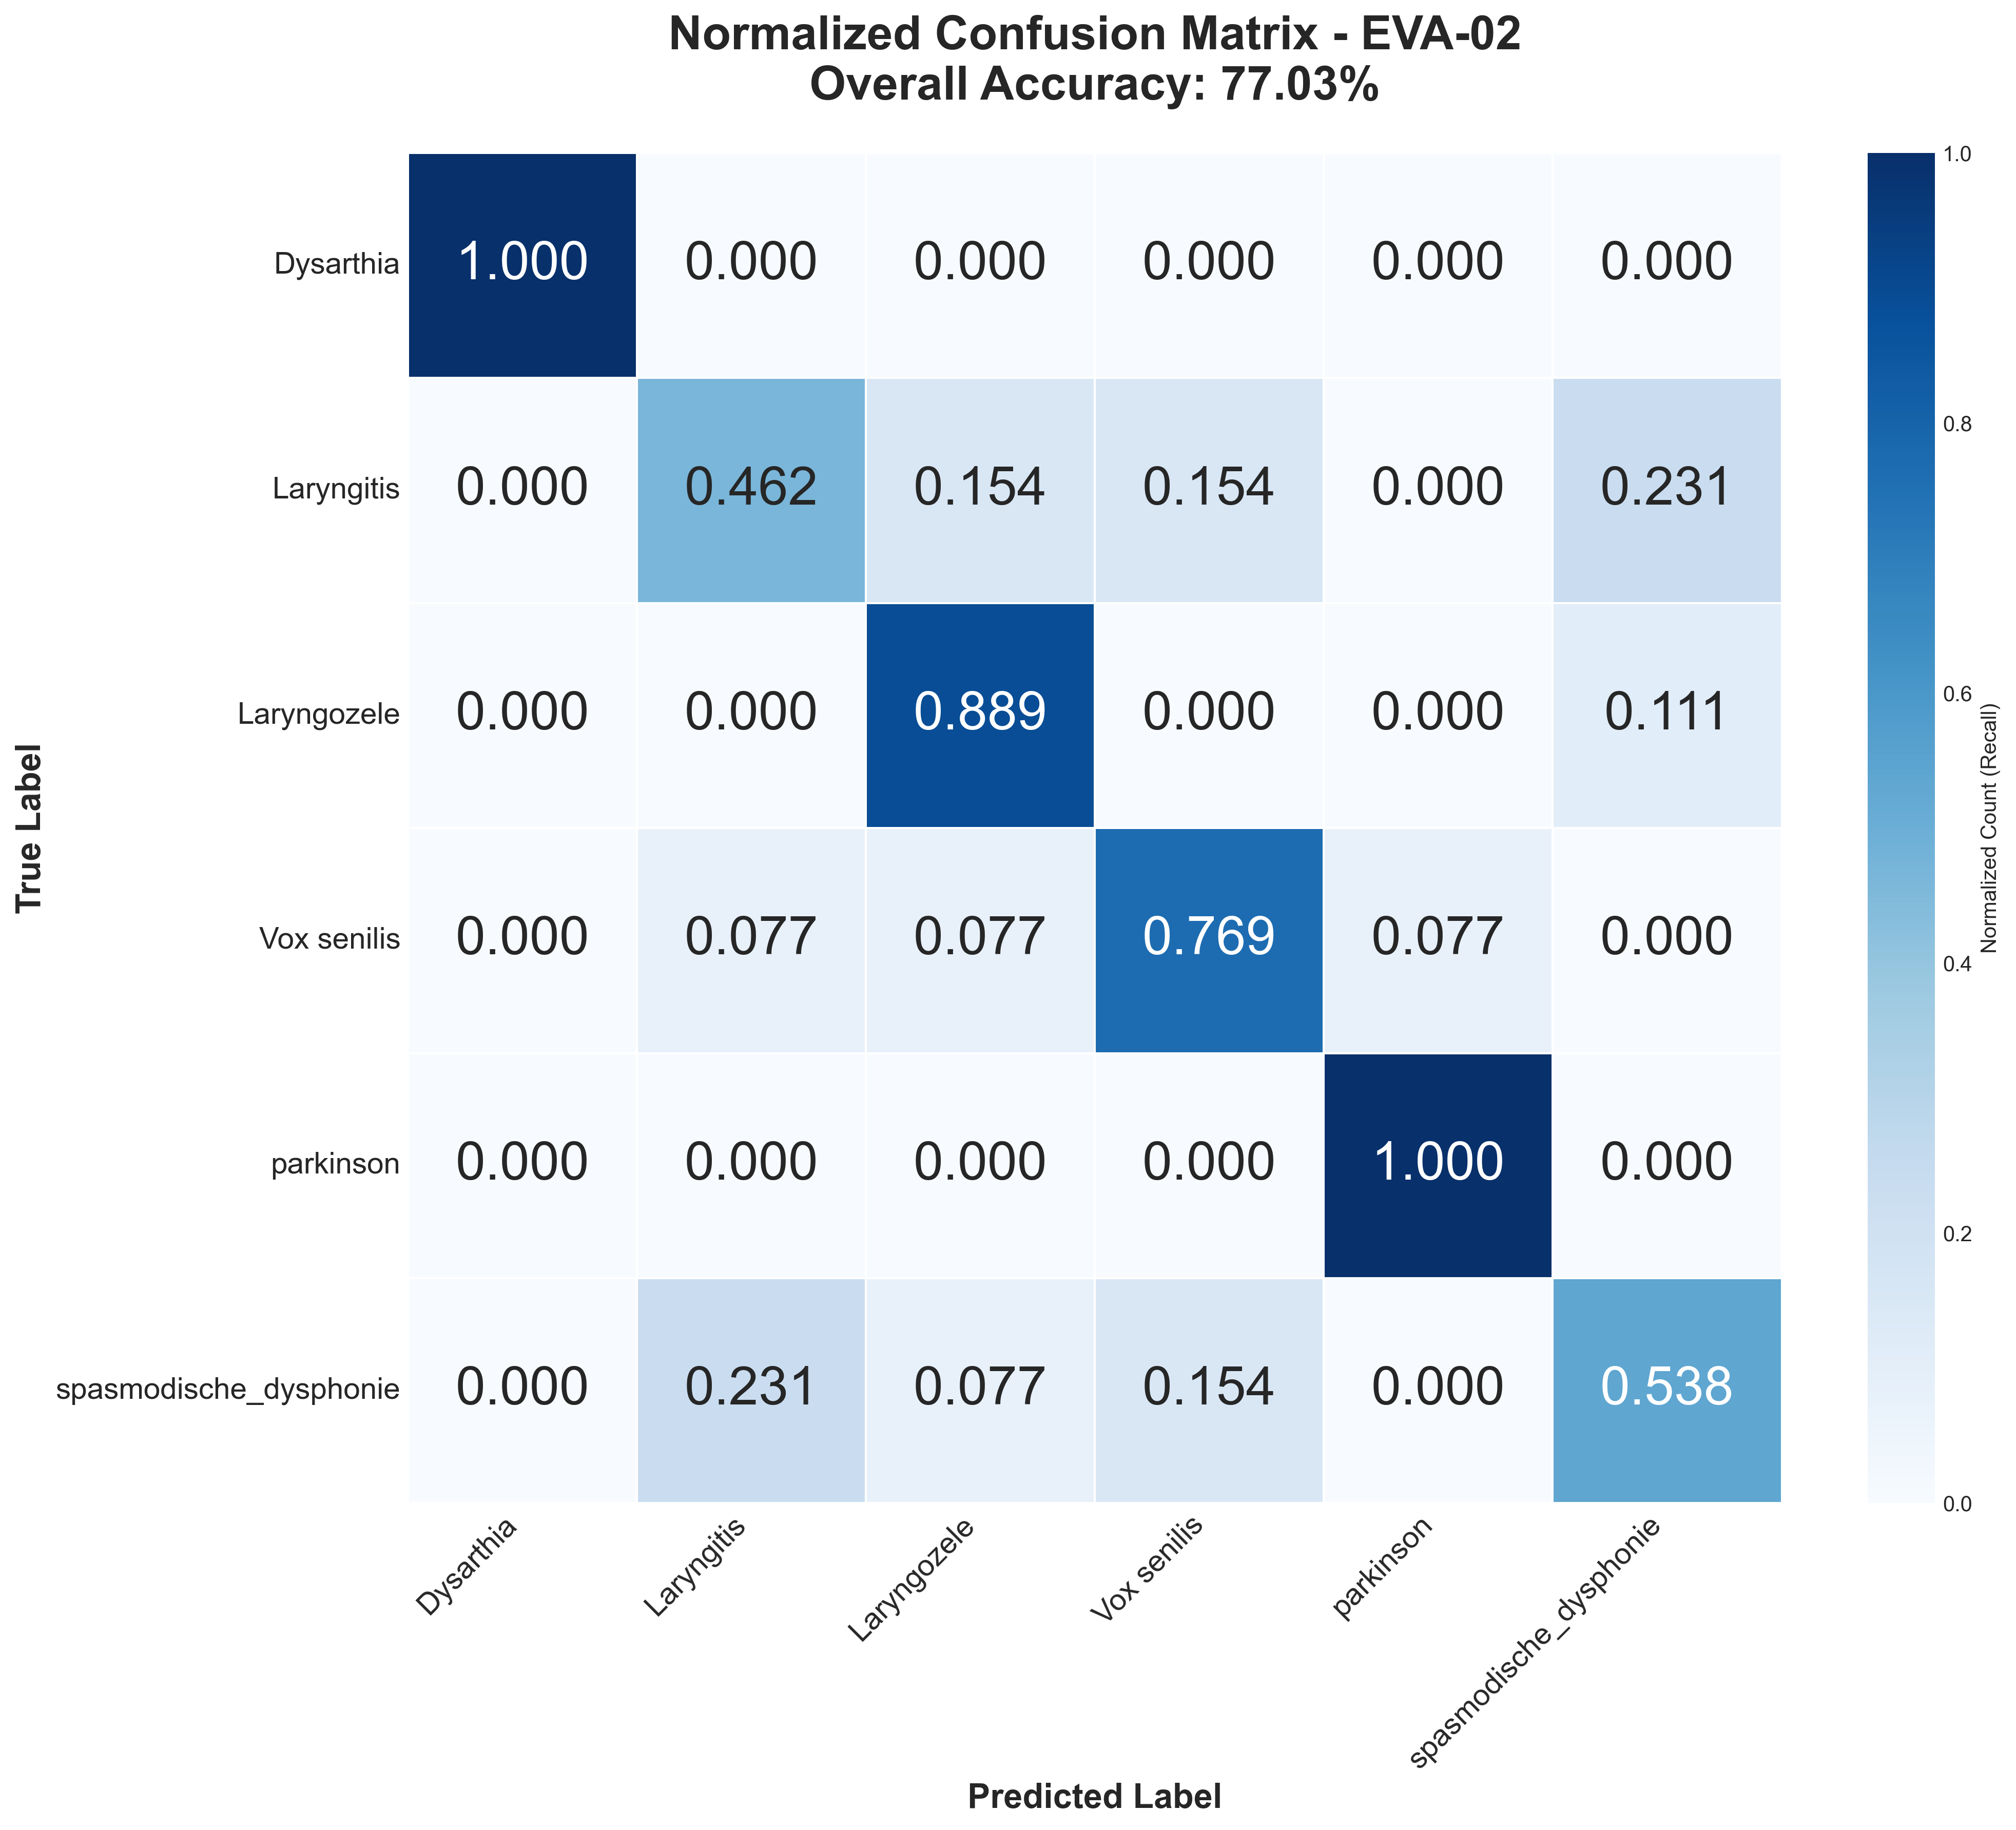 Normalized Confusion Matrix - EVA-02
Overall Accuracy: 77.03%
True Label
Dysarthia 1.000 0.000 0.000 0.000 0.000 0.000
Laryngitis 0.000 0.462 0.154 0.154 0.000 0.231
Laryngozele 0.000 0.000 0.889 0.000 0.000 0.111
Vox senilis 0.000 0.077 0.077 0.769 0.077 0.000
parkinson 0.000 0.000 0.000 0.000 1.000 0.000
spasmodische_dysphonie 0.000 0.231 0.077 0.154 0.000 0.538
Dysarthia Laryngitis Laryngozele Vox senilis parkinson spasmodische_dysphonie
Predicted Label
1.0
0.8
0.6
0.4
0.2
0.0
Normalized Count (Recall)